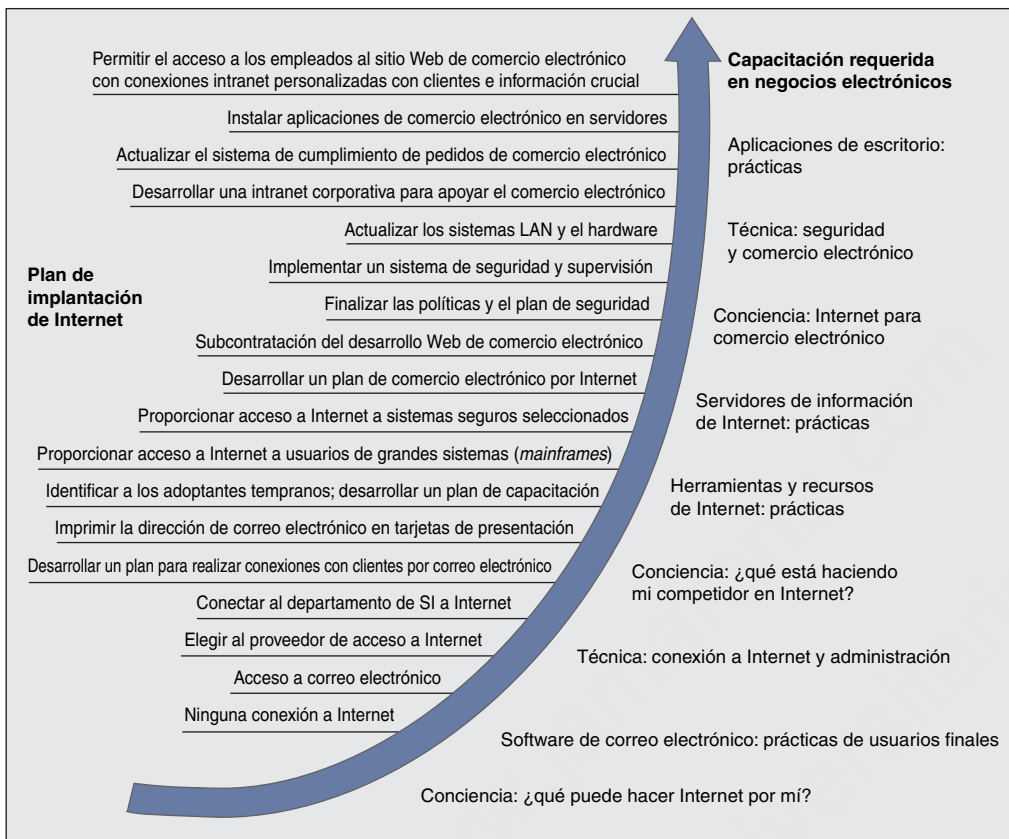 Permitir el acceso a los empleados al sitio Web de comercio electrónico
con conexiones intranet personalizadas con clientes e información crucial
Instalar aplicaciones de comercio electrónico en servidores
Actualizar el sistema de cumplimiento de pedidos de comercio electrónico
Desarrollar una intranet corporativa para apoyar el comercio electrónico
Actualizar los sistemas LAN y el hardware
Implementar un sistema de seguridad y supervisión
Finalizar las políticas y el plan de seguridad
Subcontratación del desarrollo Web de comercio electrónico
Desarrollar un plan de comercio electrónico por Internet
Proporcionar acceso a Internet a sistemas seguros seleccionados
Proporcionar acceso a Internet a usuarios de grandes sistemas (mainframes)
Identificar a los adoptantes tempranos; desarrollar un plan de capacitación
Imprimir la dirección de correo electrónico en tarjetas de presentación
Desarrollar un plan para realizar conexiones con clientes por correo electrónico
Conectar al departamento de SI a Internet
Elegir al proveedor de acceso a Internet
Acceso a correo electrónico
Ninguna conexión a Internet
Plan de
implantación
de Internet
Capacitación requerida
en negocios electrónicos
Aplicaciones de escritorio:
prácticas
Técnica: seguridad
y comercio electrónico
Conciencia: Internet para
comercio electrónico
Servidores de información
de Internet: prácticas
Herramientas y recursos
de Internet: prácticas
Conciencia: ¿qué está haciendo
mi competidor en Internet?
Técnica: conexión a Internet y administración
Software de correo electrónico: prácticas de usuarios finales
Conciencia: ¿qué puede hacer Internet por mí?